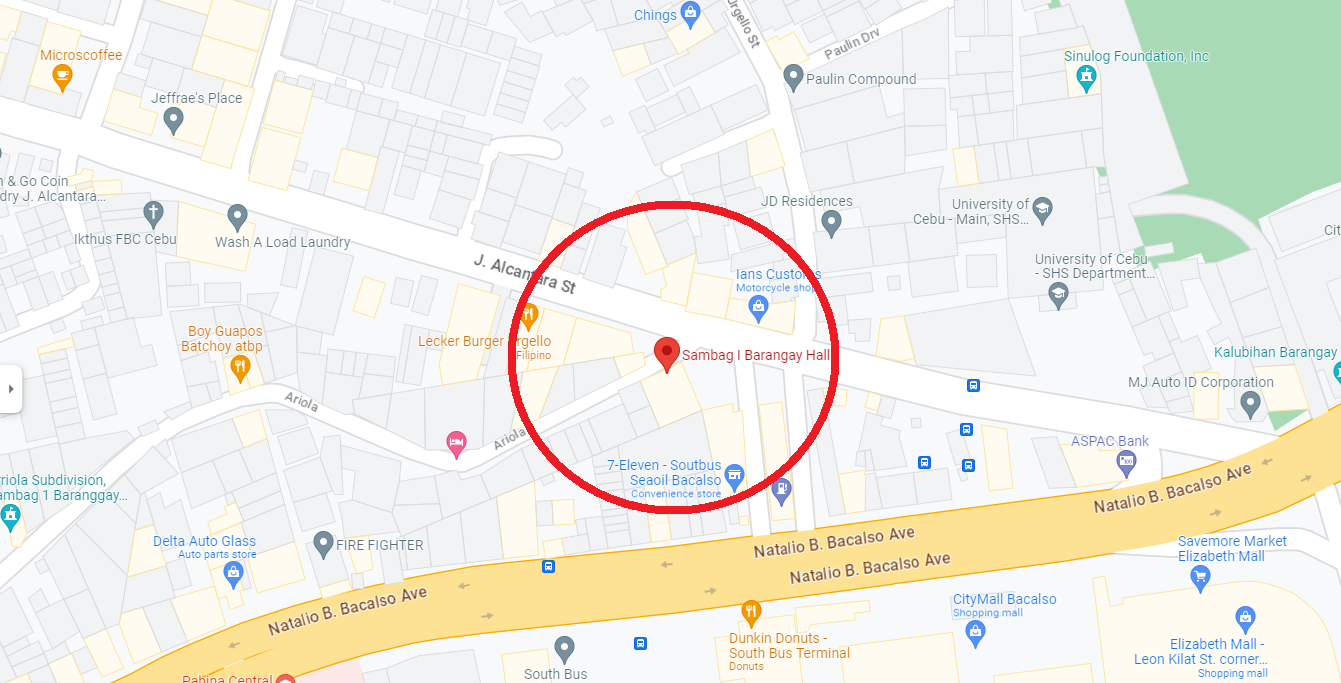 Chings
Urgello St
Paulin Drv
Microscoffee
Sinulog Foundation, Inc
Paulin Compound
Jeffrae's Place
n & Go Coin
dry J. Alcantara...
JD Residences
University of
Cebu - Main, SHS...
Cit
Ikthus FBC Cebu
Wash A Load Laundry
J. Alcantara St
Ians Customs
Motorcycle shop
University of Cebu
- SHS Department...
Boy Guapos
Batchoy atbp
Lecker Burger Urgello
Filipino
Sambag I Barangay Hall
Kalubihan Barangay
MJ Auto ID Corporation
Ariola
Ariola
ASPAC Bank
7-Eleven - Soutbus
Seaoil Bacalso
Convenience store
rriola Subdivision,
ambag 1 Baranggay...
Natalio B. Bacalso Ave
Delta Auto Glass
Auto parts store
FIRE FIGHTER
Natalio B. Bacalso Ave
Natalio B. Bacalso Ave
Natalio B. Bacalso Ave
Savemore Market
Elizabeth Mall
CityMall Bacalso
Shopping mall
Dunkin Donuts -
South Bus Terminal
Donuts
Elizabeth Mall -
Leon Kilat St. corner...
Shopping mall
South Bus
Pahina Central